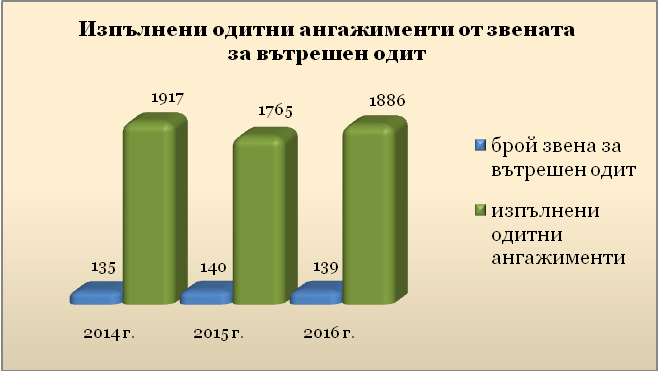 Изпълнени одитни ангажименти от звената
за вътрешен одит
1917
1765
1886
135
140
139
2014 г.
2015 г.
2016 г.
брой звена за
вътрешен одит
изпълнени
одитни
ангажименти